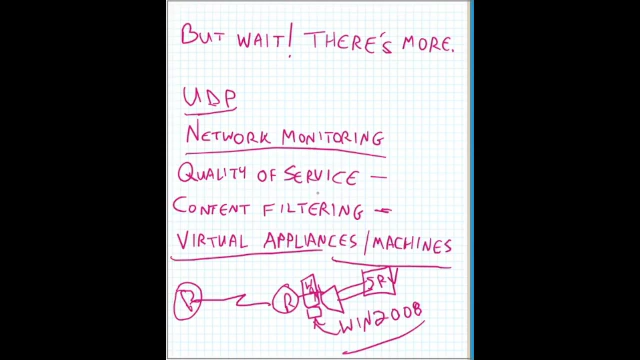 BUT WAIT! THERE'S MORE.
UDP
NETWORK MONITORING
QUALITY OF SERVICE —
CONTENT FILTERING –
VIRTUAL APPLIANCES/MACHINES
SRV
R
R
WIN2008